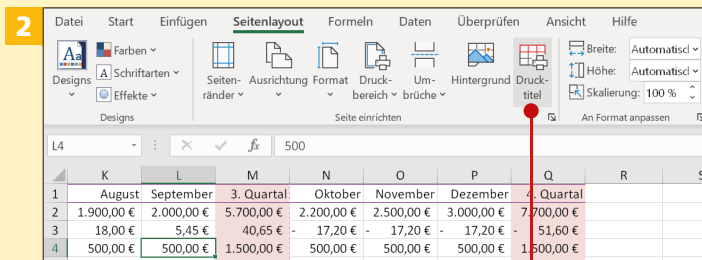 2
Datei Start Einfügen Seitenlayout Formeln Daten Überprüfen Ansicht Hilfe
Aa Designs
Farben
A Schriftarten
Effekte
Seiten-
ränder
Ausrichtung
Format
Druck-
bereich
Um-
brüche
Hintergrund
Druck-
titel
Breite: Automatiscl
Höhe: Automatiscl
Skalierung: 100 %
Designs Seite einrichten An Format anpassen
L4 fx 500
K L M N O P Q R S
1 August September 3. Quartal Oktober November Dezember 4. Quartal
2 1.900,00 € 2.000,00 € 5.700,00 € 2.200,00 € 2.500,00 € 3.000,00 € 7.700,00 €
3 18,00 € 5,45 € 40,65 € - 17,20 € - 17,20 € - 17,20 € - 51,60 €
4 500,00 € 500,00 € 1.500,00 € 500,00 € 500,00 € 500,00 € 1.500,00 €